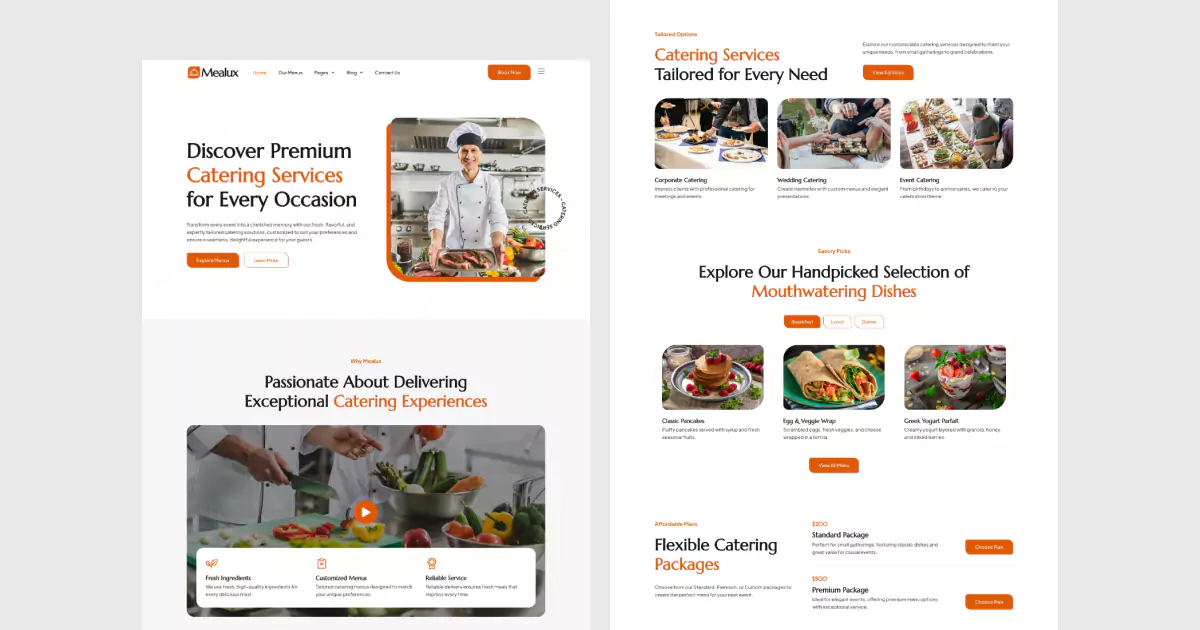 Mealux
Home Our Menus Pages Blog Contact Us
Book Now
Discover Premium
Catering Services
for Every Occasion
Transform every event into a cherished memory with our fresh, flavorful, and
expertly tailored catering solutions, customized to suit your preferences and
ensure a seamless, delightful experience for your guests.
Explore Menus
Learn More
CATERING SERVICES • CATERING SERVICES •
Why Mealux
Passionate About Delivering
Exceptional Catering Experiences
Fresh Ingredients
We use fresh, high-quality ingredients for
every delicious meal.
Customized Menus
Tailored catering menus designed to match
your unique preferences.
Reliable Service
Reliable delivery ensures fresh meals that
impress every time.
Tailored Options
Catering Services
Tailored for Every Need
Explore our customizable catering services designed to meet your
unique needs, from small gatherings to grand celebrations.
View Services
Corporate Catering
Impress clients with professional catering for
meetings and events.
Wedding Catering
Create memories with custom menus and elegant
presentations.
Event Catering
From birthdays to anniversaries, we cater to your
celebration theme.
Savory Picks
Explore Our Handpicked Selection of
Mouthwatering Dishes
Breakfast
Lunch
Dinner
Classic Pancakes
Fluffy pancakes served with syrup and fresh
seasonal fruits.
Egg & Veggie Wrap
Scrambled eggs, fresh veggies, and cheese
wrapped in a tortilla.
Greek Yogurt Parfait
Creamy yogurt layered with granola, honey,
and mixed berries.
View All Menu
Affordable Plans
Flexible Catering
Packages
Choose from our Standard, Premium, or Custom packages to
create the perfect menu for your next event.
$200
Standard Package
Perfect for small gatherings, featuring classic dishes and
great value for casual events.
Choose Plan
$500
Premium Package
Ideal for elegant events, offering premium menu options
with exceptional service.
Choose Plan